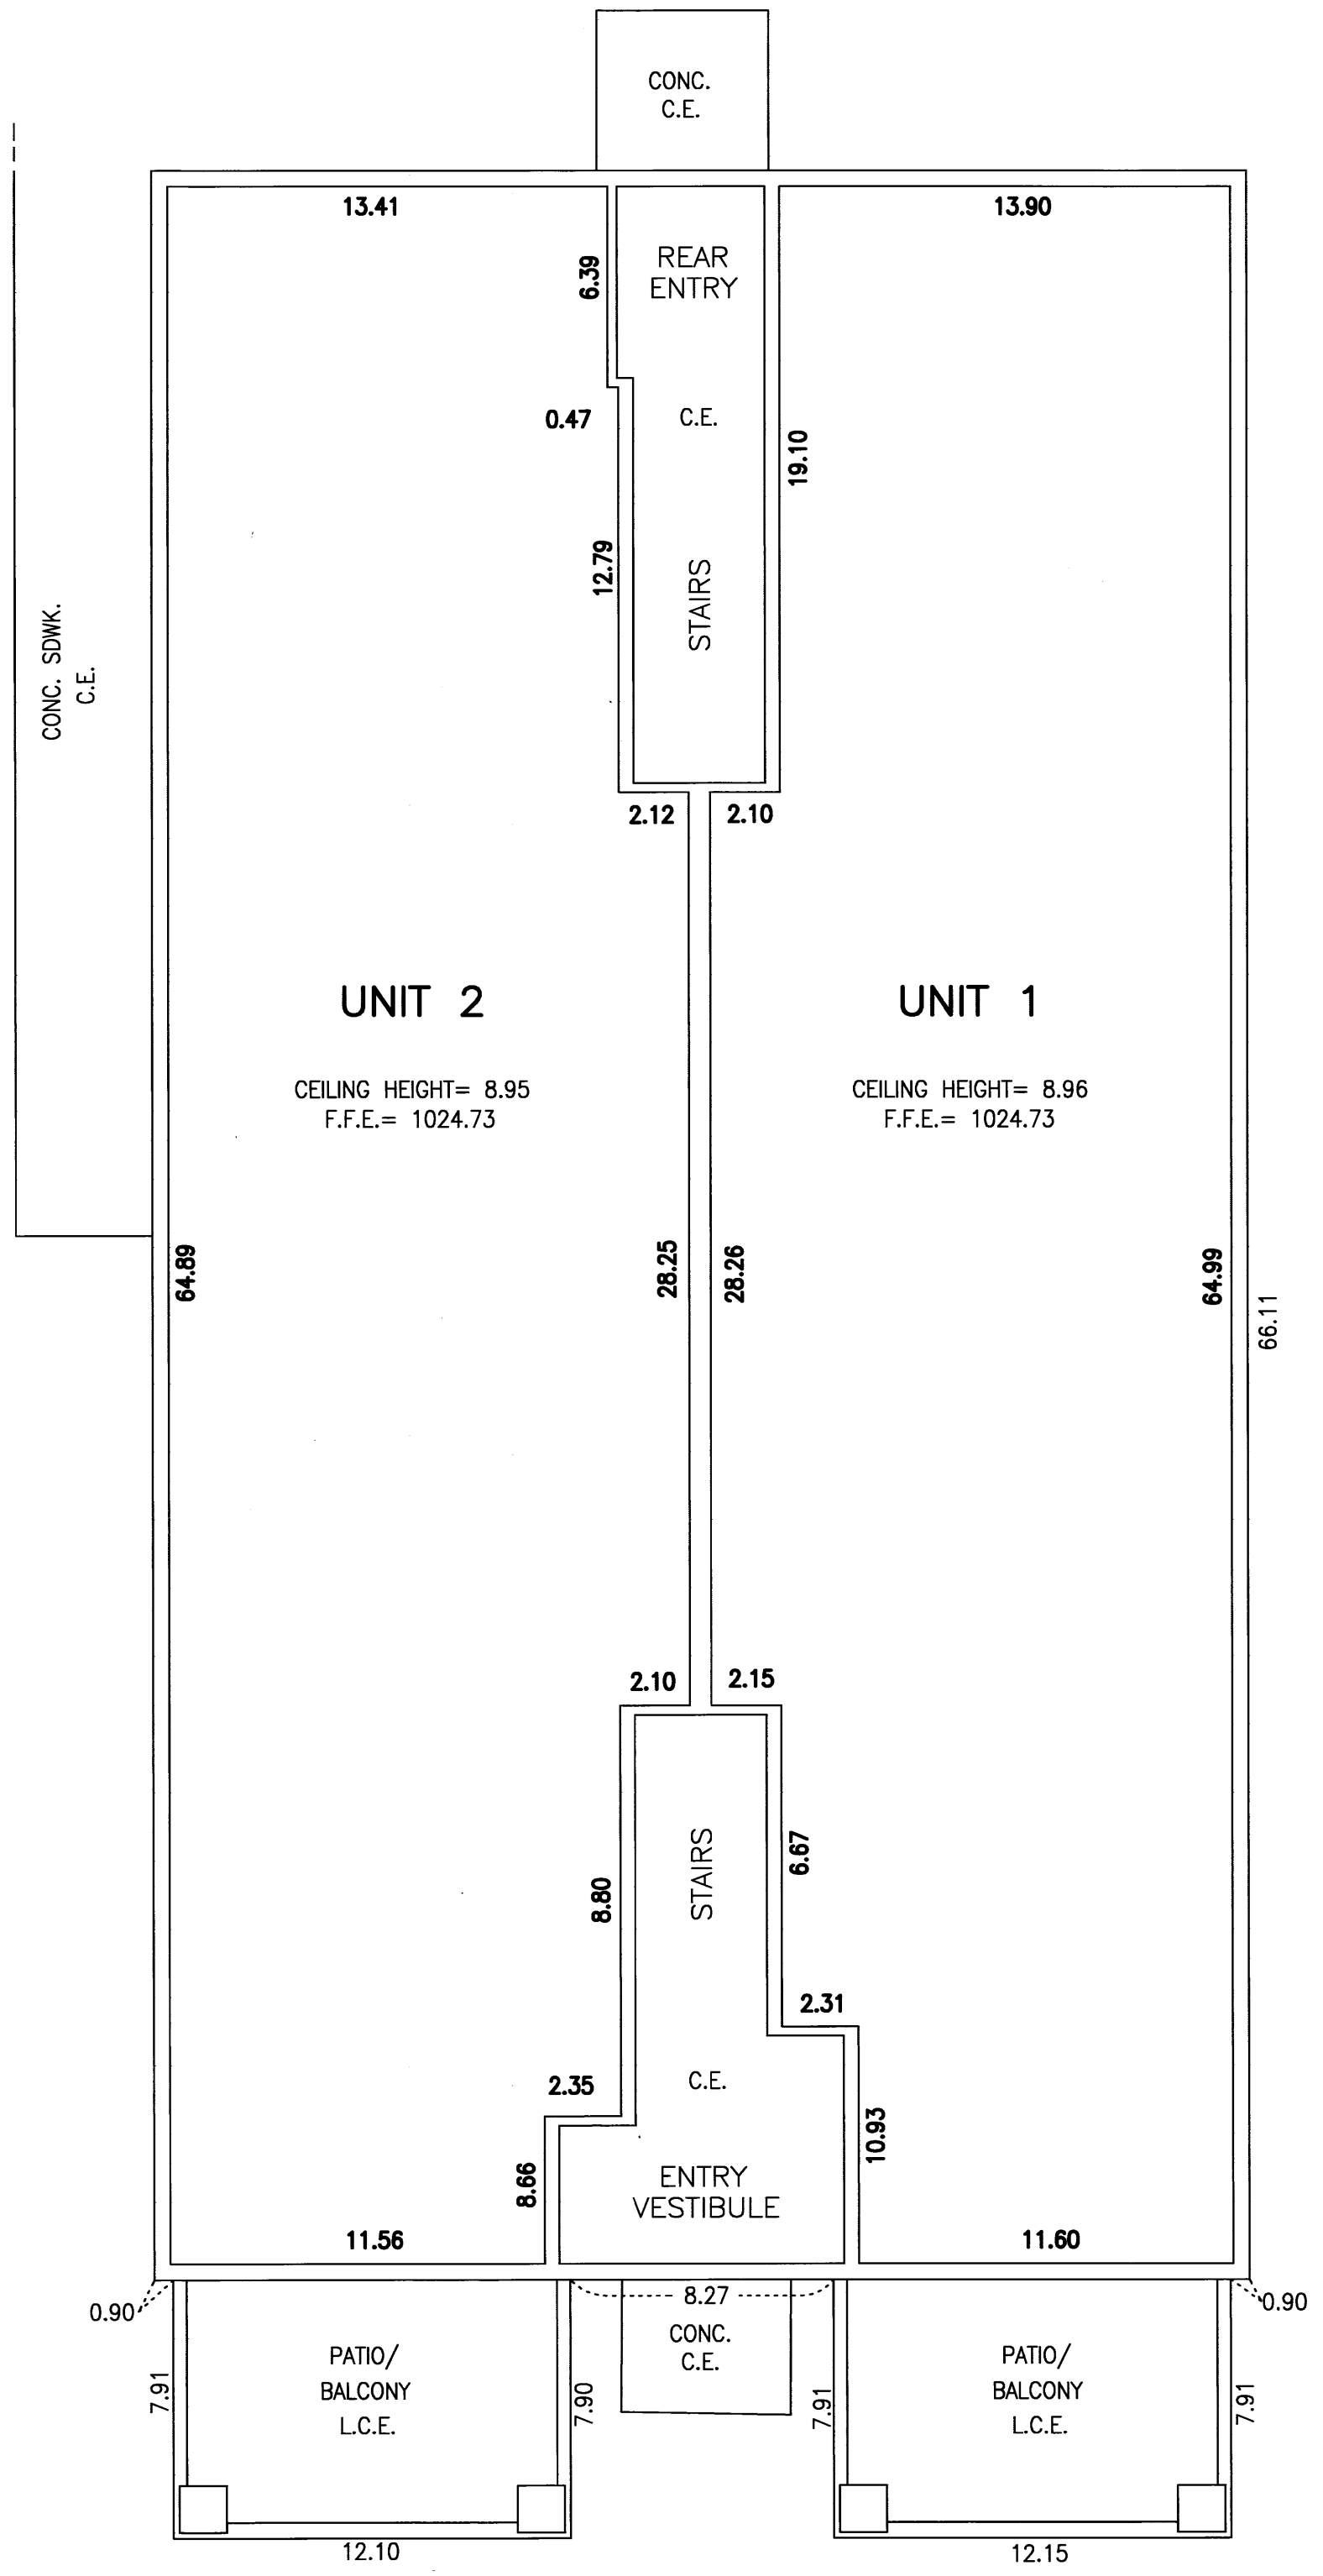 CONC.
C.E.
13.41
13.90
6.39
REAR
ENTRY
0.47
C.E.
19.10
12.79
STAIRS
CONC. SDWK.
C.E.
2.12
2.10
UNIT 2
UNIT 1
CEILING HEIGHT= 8.95
F.F.E.= 1024.73
CEILING HEIGHT= 8.96
F.F.E.= 1024.73
64.89
28.25
28.26
64.99
66.11
2.10
2.15
STAIRS
6.67
8.80
2.31
2.35
C.E.
10.93
8.66
ENTRY
VESTIBULE
11.56
11.60
0.90
8.27
0.90
CONC.
C.E.
PATIO/
BALCONY
L.C.E.
PATIO/
BALCONY
L.C.E.
7.91
7.90
7.91
7.91
12.10
12.15